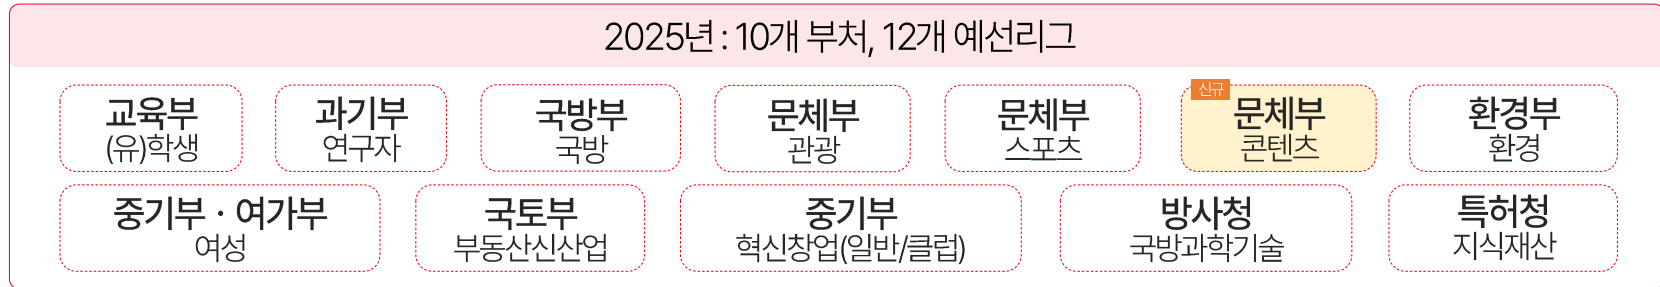 2025년 : 10개 부처, 12개 예선리그
교육부
(유)학생
과기부
연구자
국방부
국방
문체부
관광
문체부
스포츠
신규
문체부
콘텐츠
환경부
환경
중기부 · 여가부
여성
국토부
부동산신산업
중기부
혁신창업(일반/클럽)
방사청
국방과학기술
특허청
지식재산